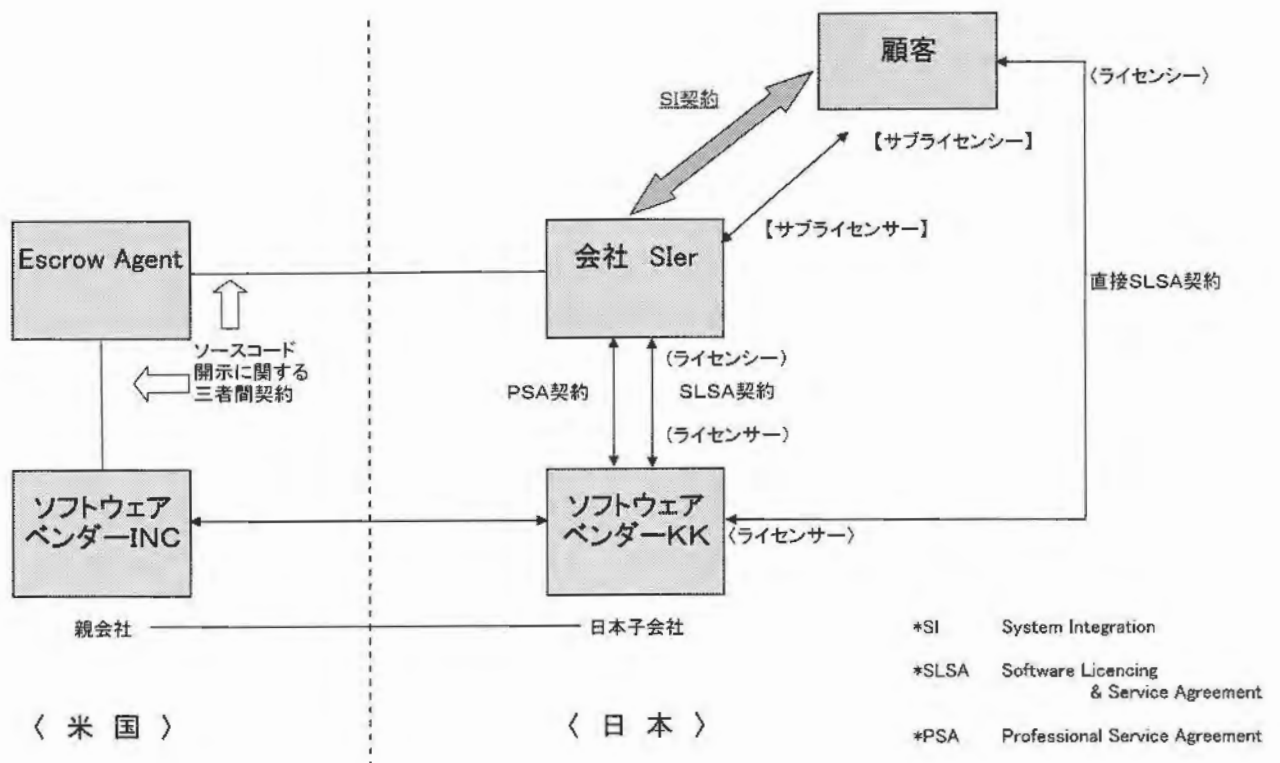 顧客
〈ライセンシー〉
SI契約
【サブライセンシー】
【サブライセンサー】
Escrow Agent
会社 SIer
直接SLSA契約
ソースコード
開示に関する
三者間契約
(ライセンシー)
PSA契約
SLSA契約
(ライセンサー)
ソフトウェア
ベンダーINC
ソフトウェア
ベンダーKK
〈ライセンサー〉
親会社
日本子会社
*SI System Integration
*SLSA Software Licencing
& Service Agreement
*PSA Professional Service Agreement
〈 米 国 〉
〈 日 本 〉